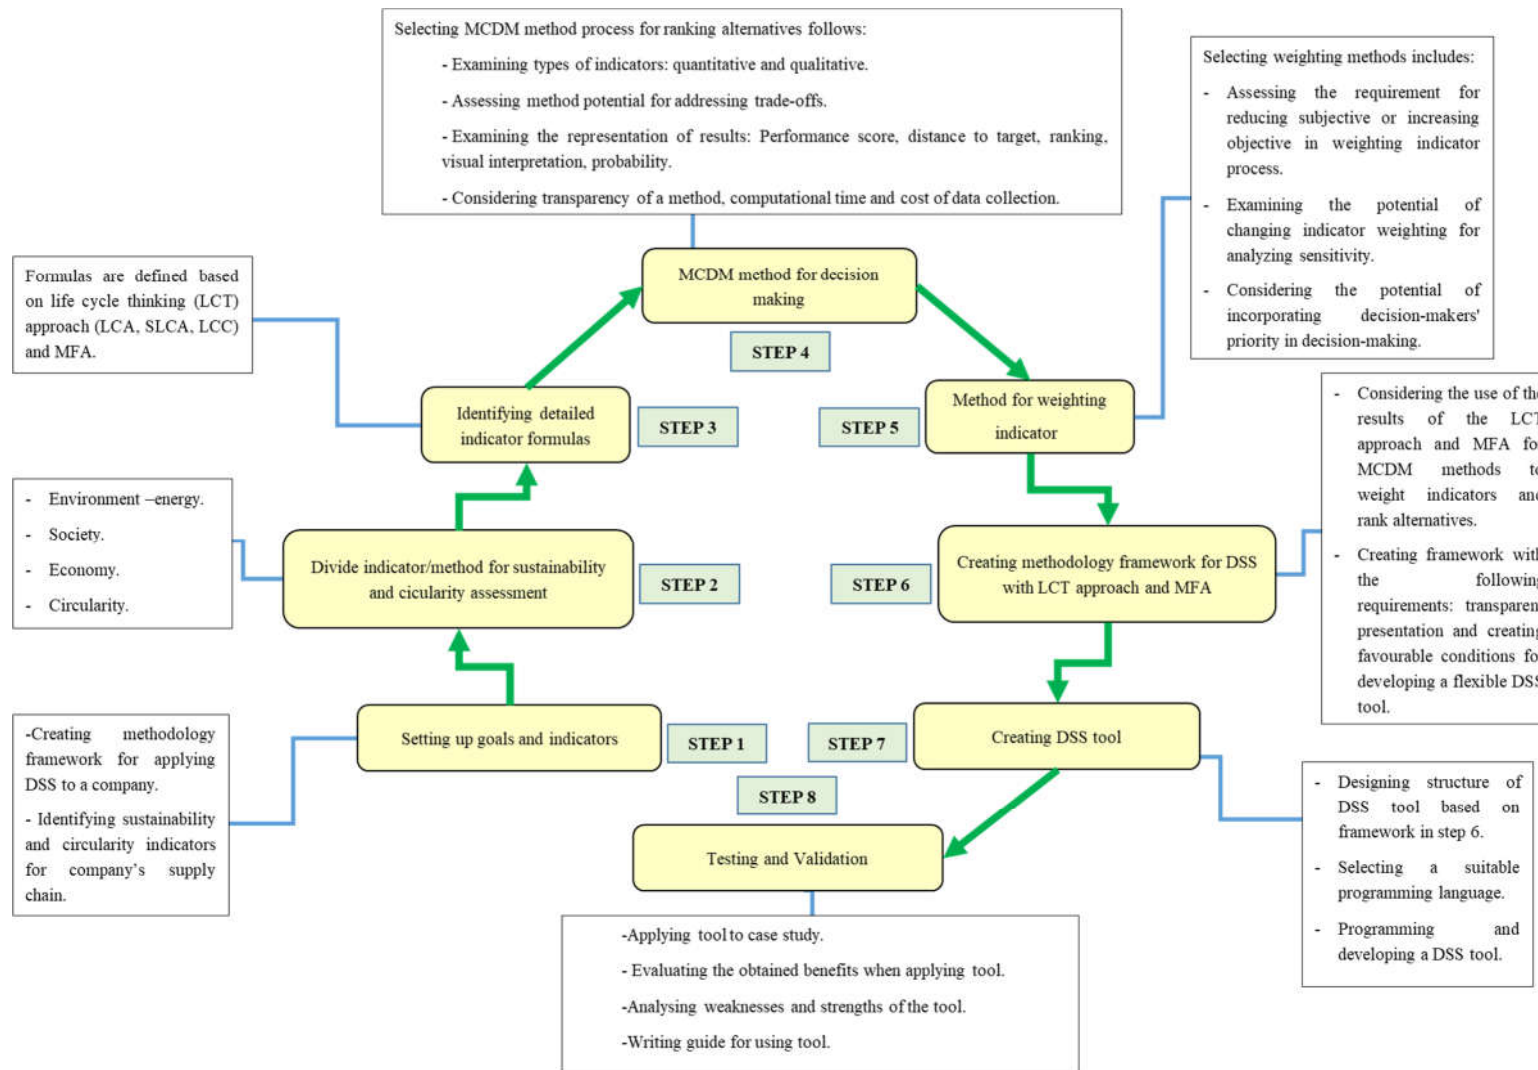 Selecting MCDM method process for ranking alternatives follows:
- Examining types of indicators: quantitative and qualitative.
- Assessing method potential for addressing trade-offs.
- Examining the representation of results: Performance score, distance to target, ranking,
visual interpretation, probability.
- Considering transparency of a method, computational time and cost of data collection.
Selecting weighting methods includes:
- Assessing the requirement for
reducing subjective or increasing
objective in weighting indicator
process.
- Examining the potential of
changing indicator weighting for
analyzing sensitivity.
- Considering the potential of
incorporating decision-makers'
priority in decision-making.
MCDM method for decision
making
STEP 4
Formulas are defined based
on life cycle thinking (LCT)
approach (LCA, SLCA, LCC)
and MFA.
Identifying detailed
indicator formulas
STEP 3
STEP 5
Method for weighting
indicator
- Considering the use of the
results of the LCT
approach and MFA for
MCDM methods to
weight indicators and
rank alternatives.
- Creating framework with
the following
requirements: transparent
presentation and creating
favourable conditions for
developing a flexible DSS
tool.
- Environment –energy.
- Society.
- Economy.
- Circularity.
Divide indicator/method for sustainability
and cicularity assessment
STEP 2
STEP 6
Creating methodology framework for DSS
with LCT approach and MFA
-Creating methodology
framework for applying
DSS to a company.
- Identifying sustainability
and circularity indicators
for company’s supply
chain.
Setting up goals and indicators
STEP 1
STEP 7
Creating DSS tool
STEP 8
Testing and Validation
- Designing structure of
DSS tool based on
framework in step 6.
- Selecting a suitable
programming language.
- Programming and
developing a DSS tool.
-Applying tool to case study.
- Evaluating the obtained benefits when applying tool.
-Analysing weaknesses and strengths of the tool.
-Writing guide for using tool.